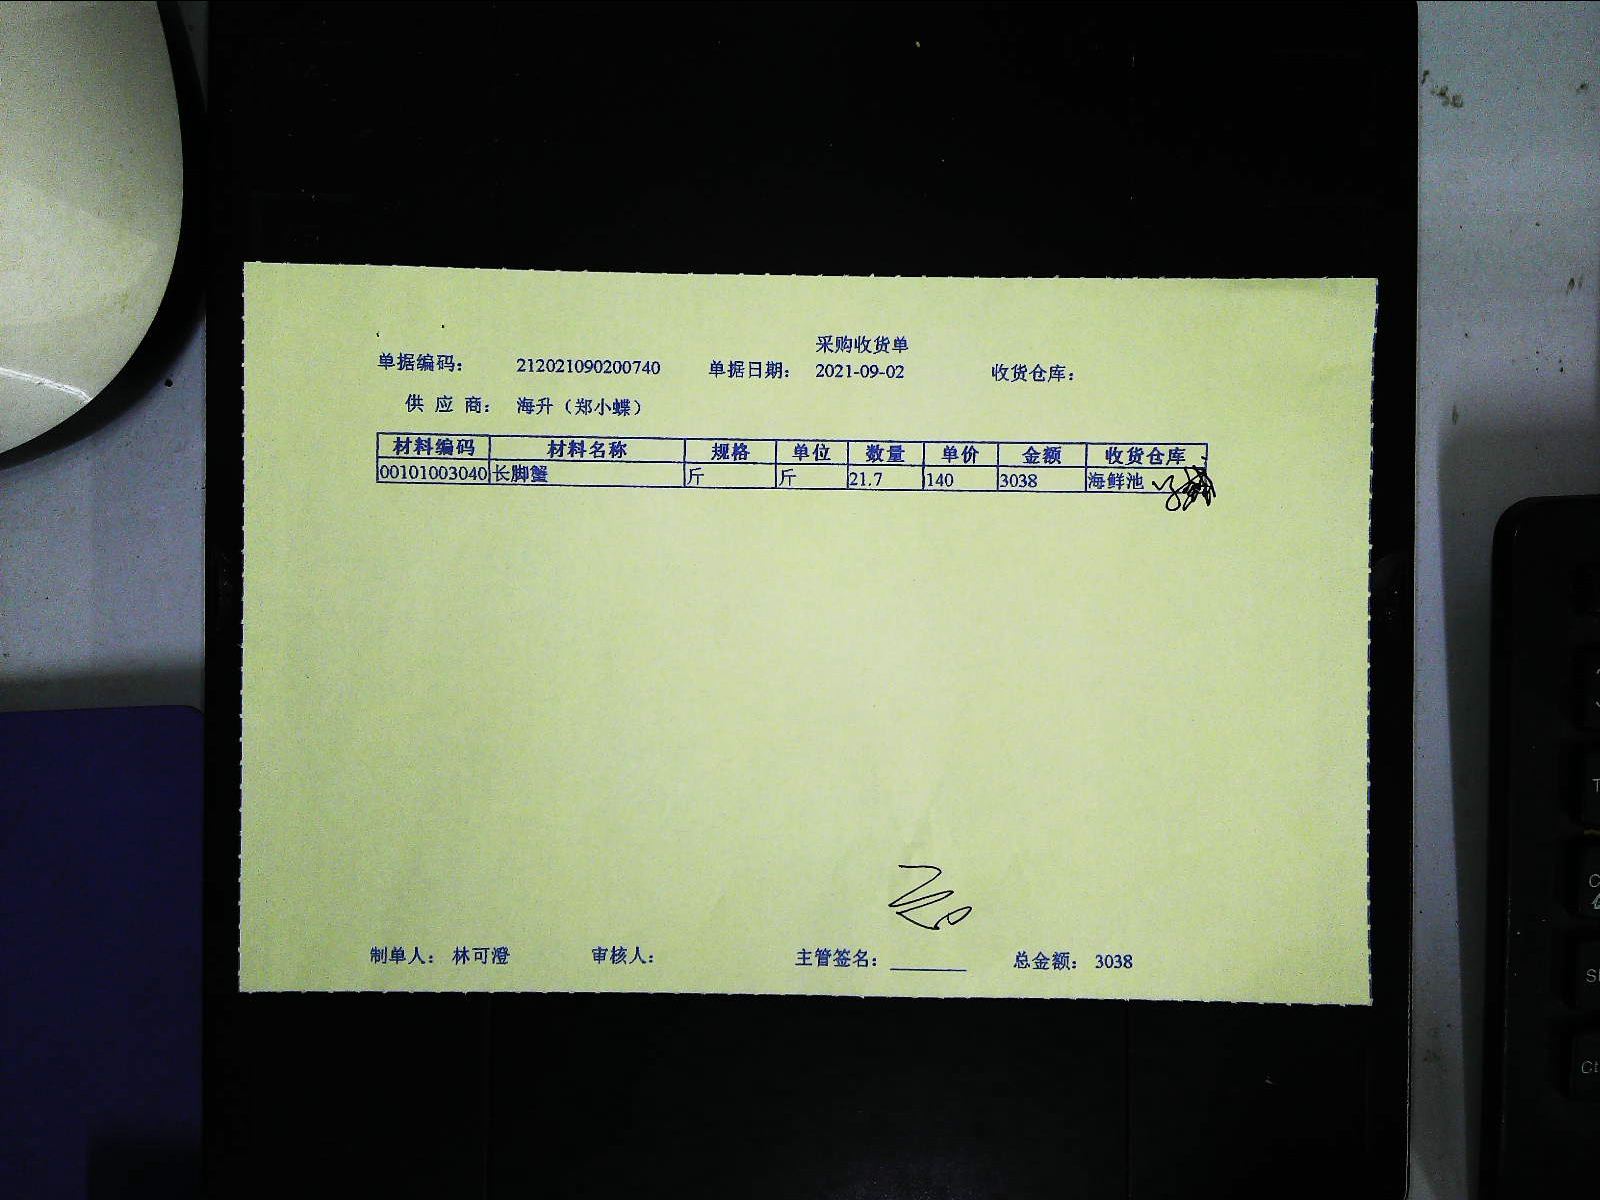 采购收货单
单据编码： 212021090200740 单据日期： 2021-09-02 收货仓库：
供 应 商： 海升（郑小蝶）
材料编码 材料名称 规格 单位 数量 单价 金额 收货仓库
00101003040 长脚蟹 斤 斤 21.7 140 3038 海鲜池
制单人： 林可澄 审核人： 主管签名： 总金额： 3038